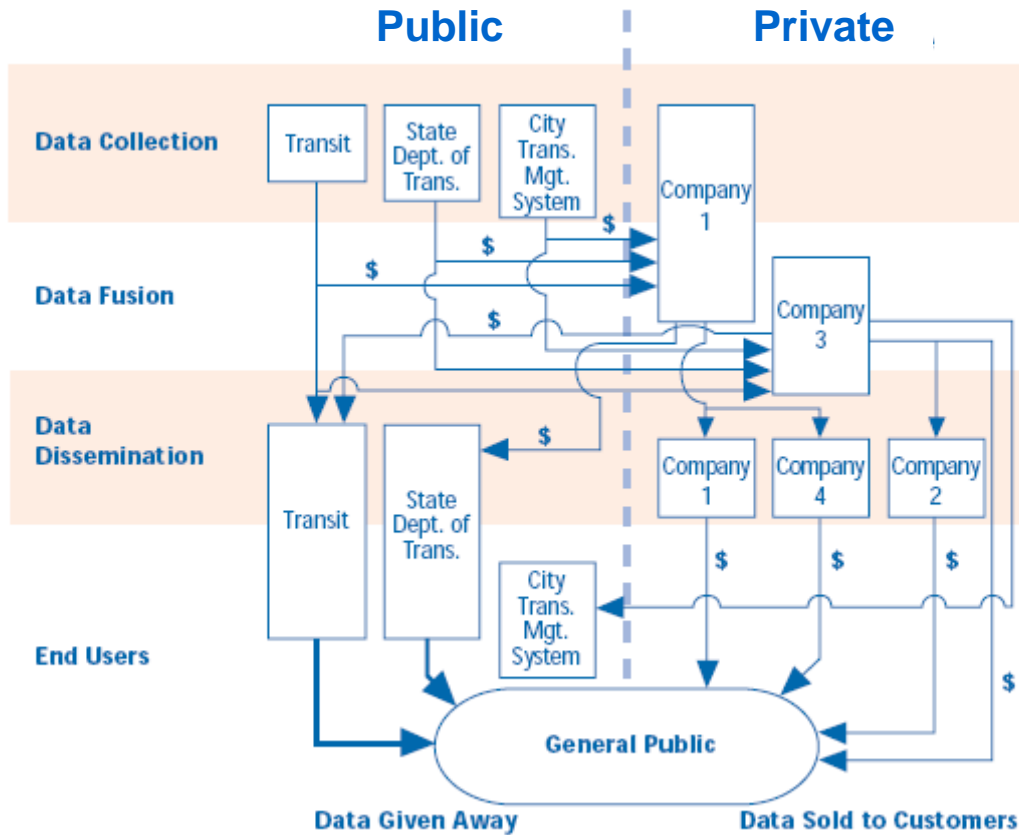 Public
Private
Data Collection
Transit
State
Dept. of
Trans.
City
Trans.
Mgt.
System
Company
1
$
$
$
Data Fusion
$
Company
3
Data
Dissemination
$
Transit
State
Dept. of
Trans.
Company
1
Company
4
Company
2
$
$
$
City
Trans.
Mgt.
System
End Users
$
General Public
Data Given Away
Data Sold to Customers